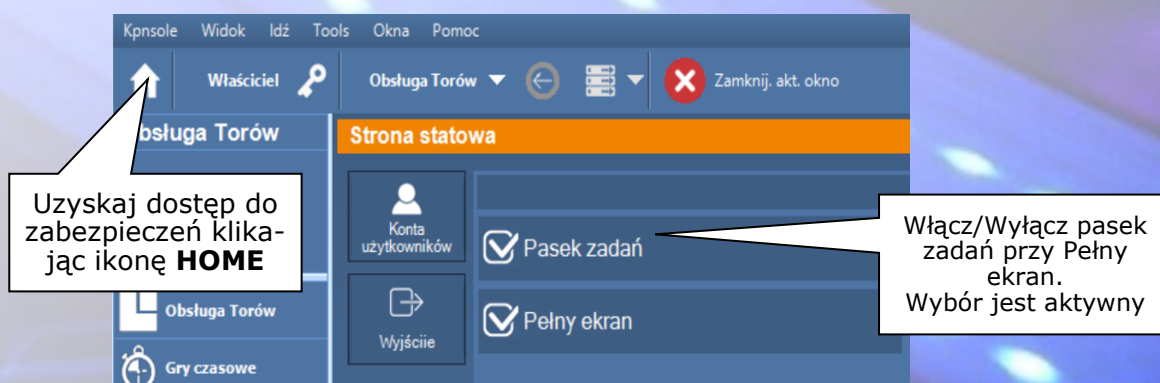 Kpnsole Widok Idź Tools Okna Pomoc
Właściciel Obsługa Torów Zamknij. akt. okno
bsługa Torów
Strona statowa
Uzyskaj dostęp do
zabezpieczeń klika-
jąc ikonę HOME
Konta
użytkowników
Pasek zadań
Włącz/Wyłącz pasek
zadań przy Pełny
ekran.
Wybór jest aktywny
Obsługa Torów
Wyjściie
Pełny ekran
Gry czasowe